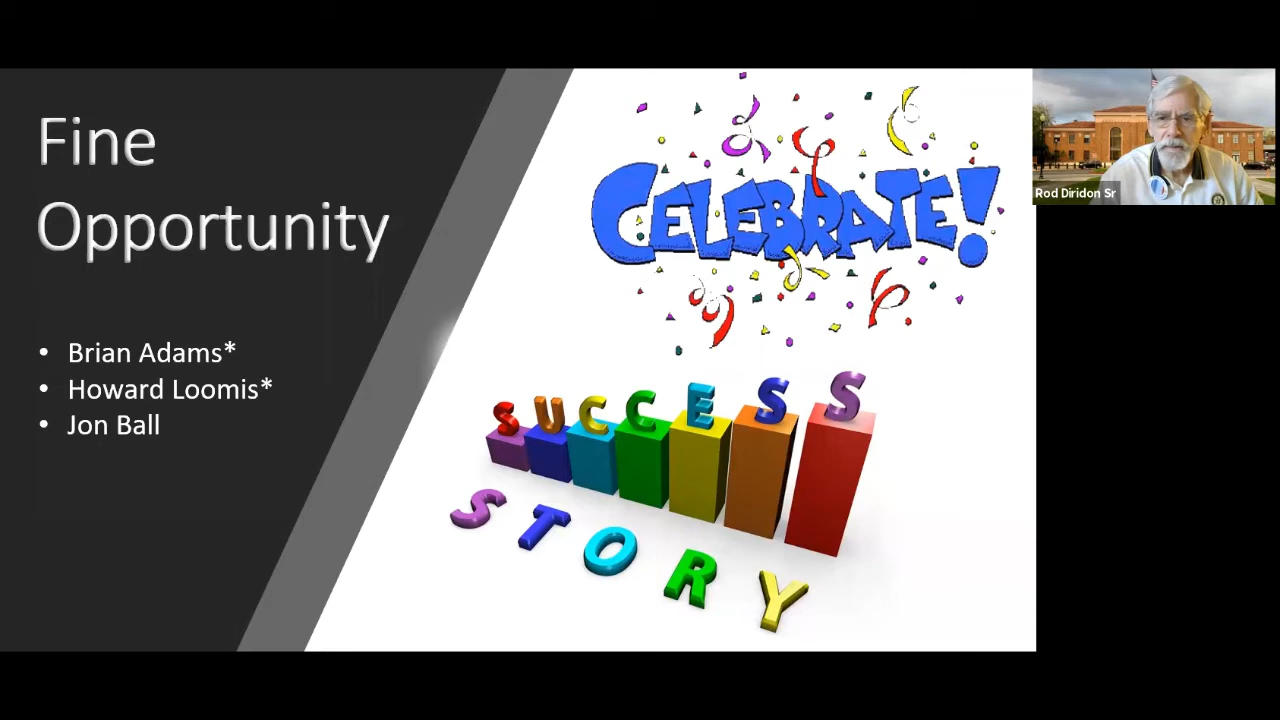 Fine
Opportunity
• Brian Adams*
• Howard Loomis*
• Jon Ball
CELEBRATE!
SUCCESS
STORY
Rod Diridon Sr